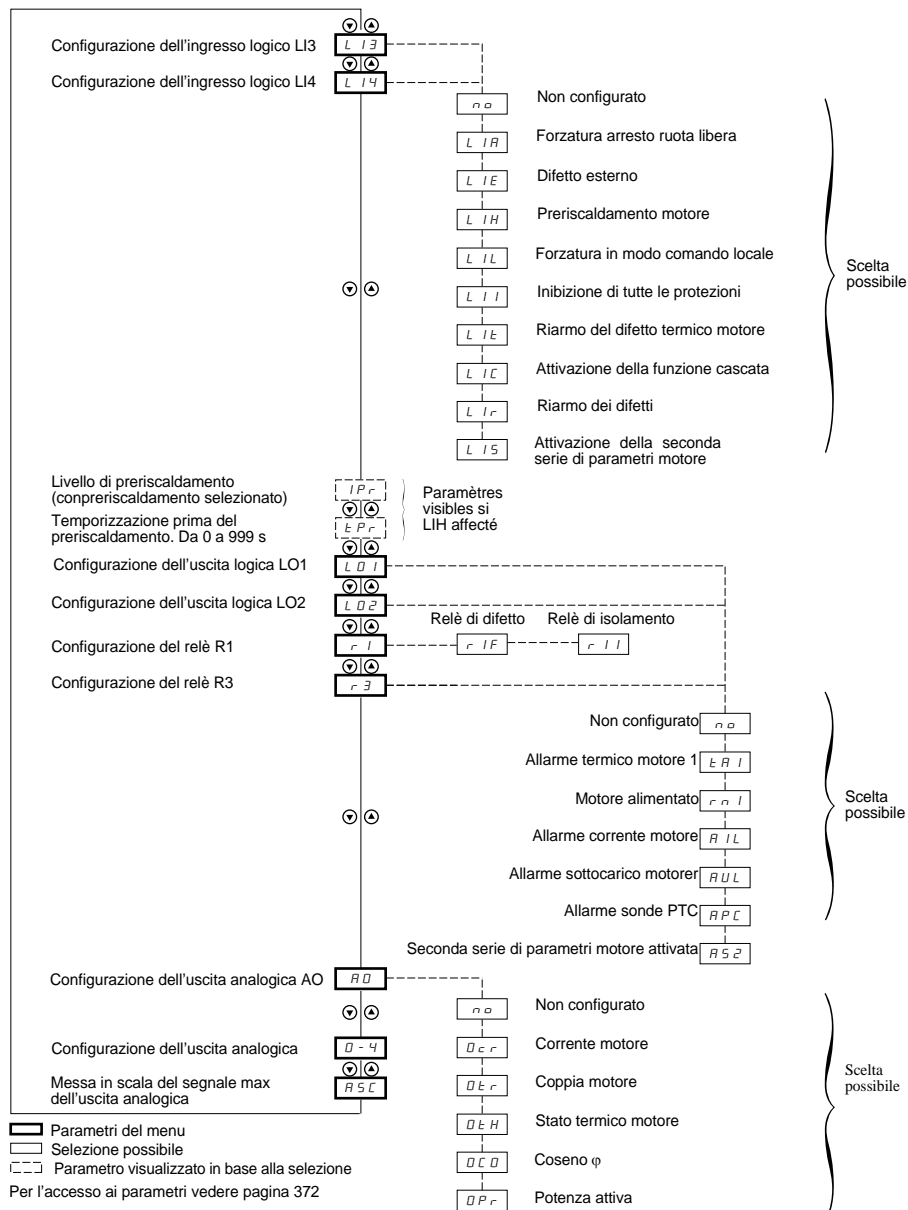 Configurazione dell'ingresso logico LI3
L I3
Configurazione dell'ingresso logico LI4
L I4
no
Non configurato
L IA
Forzatura arresto ruota libera
L IE
Difetto esterno
L IH
Preriscaldamento motore
L IL
Forzatura in modo comando locale
L I I
Inibizione di tutte le protezioni
L It
Riarmo del difetto termico motore
L IC
Attivazione della funzione cascata
L Ir
Riarmo dei difetti
L IS
Attivazione della seconda
serie di parametri motore
Scelta
possibile
Livello di preriscaldamento
(conpreriscaldamento selezionato)
IPr
Temporizzazione prima del
preriscaldamento. Da 0 a 999 s
tPr
Paramètres
visibles si
LIH affecté
Configurazione dell'uscita logica LO1
LO1
Configurazione dell'uscita logica LO2
LO2
Relè di difetto
Relè di isolamento
Configurazione del relè R1
r 1
r 1F
r 1I
Configurazione del relè R3
r 3
Non configurato
no
Allarme termico motore 1
tA1
Motore alimentato
rn1
Allarme corrente motore
AIL
Allarme sottocarico motorer
AUL
Allarme sonde PTC
APC
Seconda serie di parametri motore attivata
AS2
Scelta
possibile
Configurazione dell'uscita analogica AO
AO
no
Non configurato
Configurazione dell'uscita analogica
0-4
Ocr
Corrente motore
Messa in scala del segnale max
dell'uscita analogica
ASC
Otr
Coppia motore
OtH
Stato termico motore
OCO
Coseno φ
OPr
Potenza attiva
Scelta
possibile
Parametri del menu
Selezione possibile
Parametro visualizzato in base alla selezione
Per l'accesso ai parametri vedere pagina 372